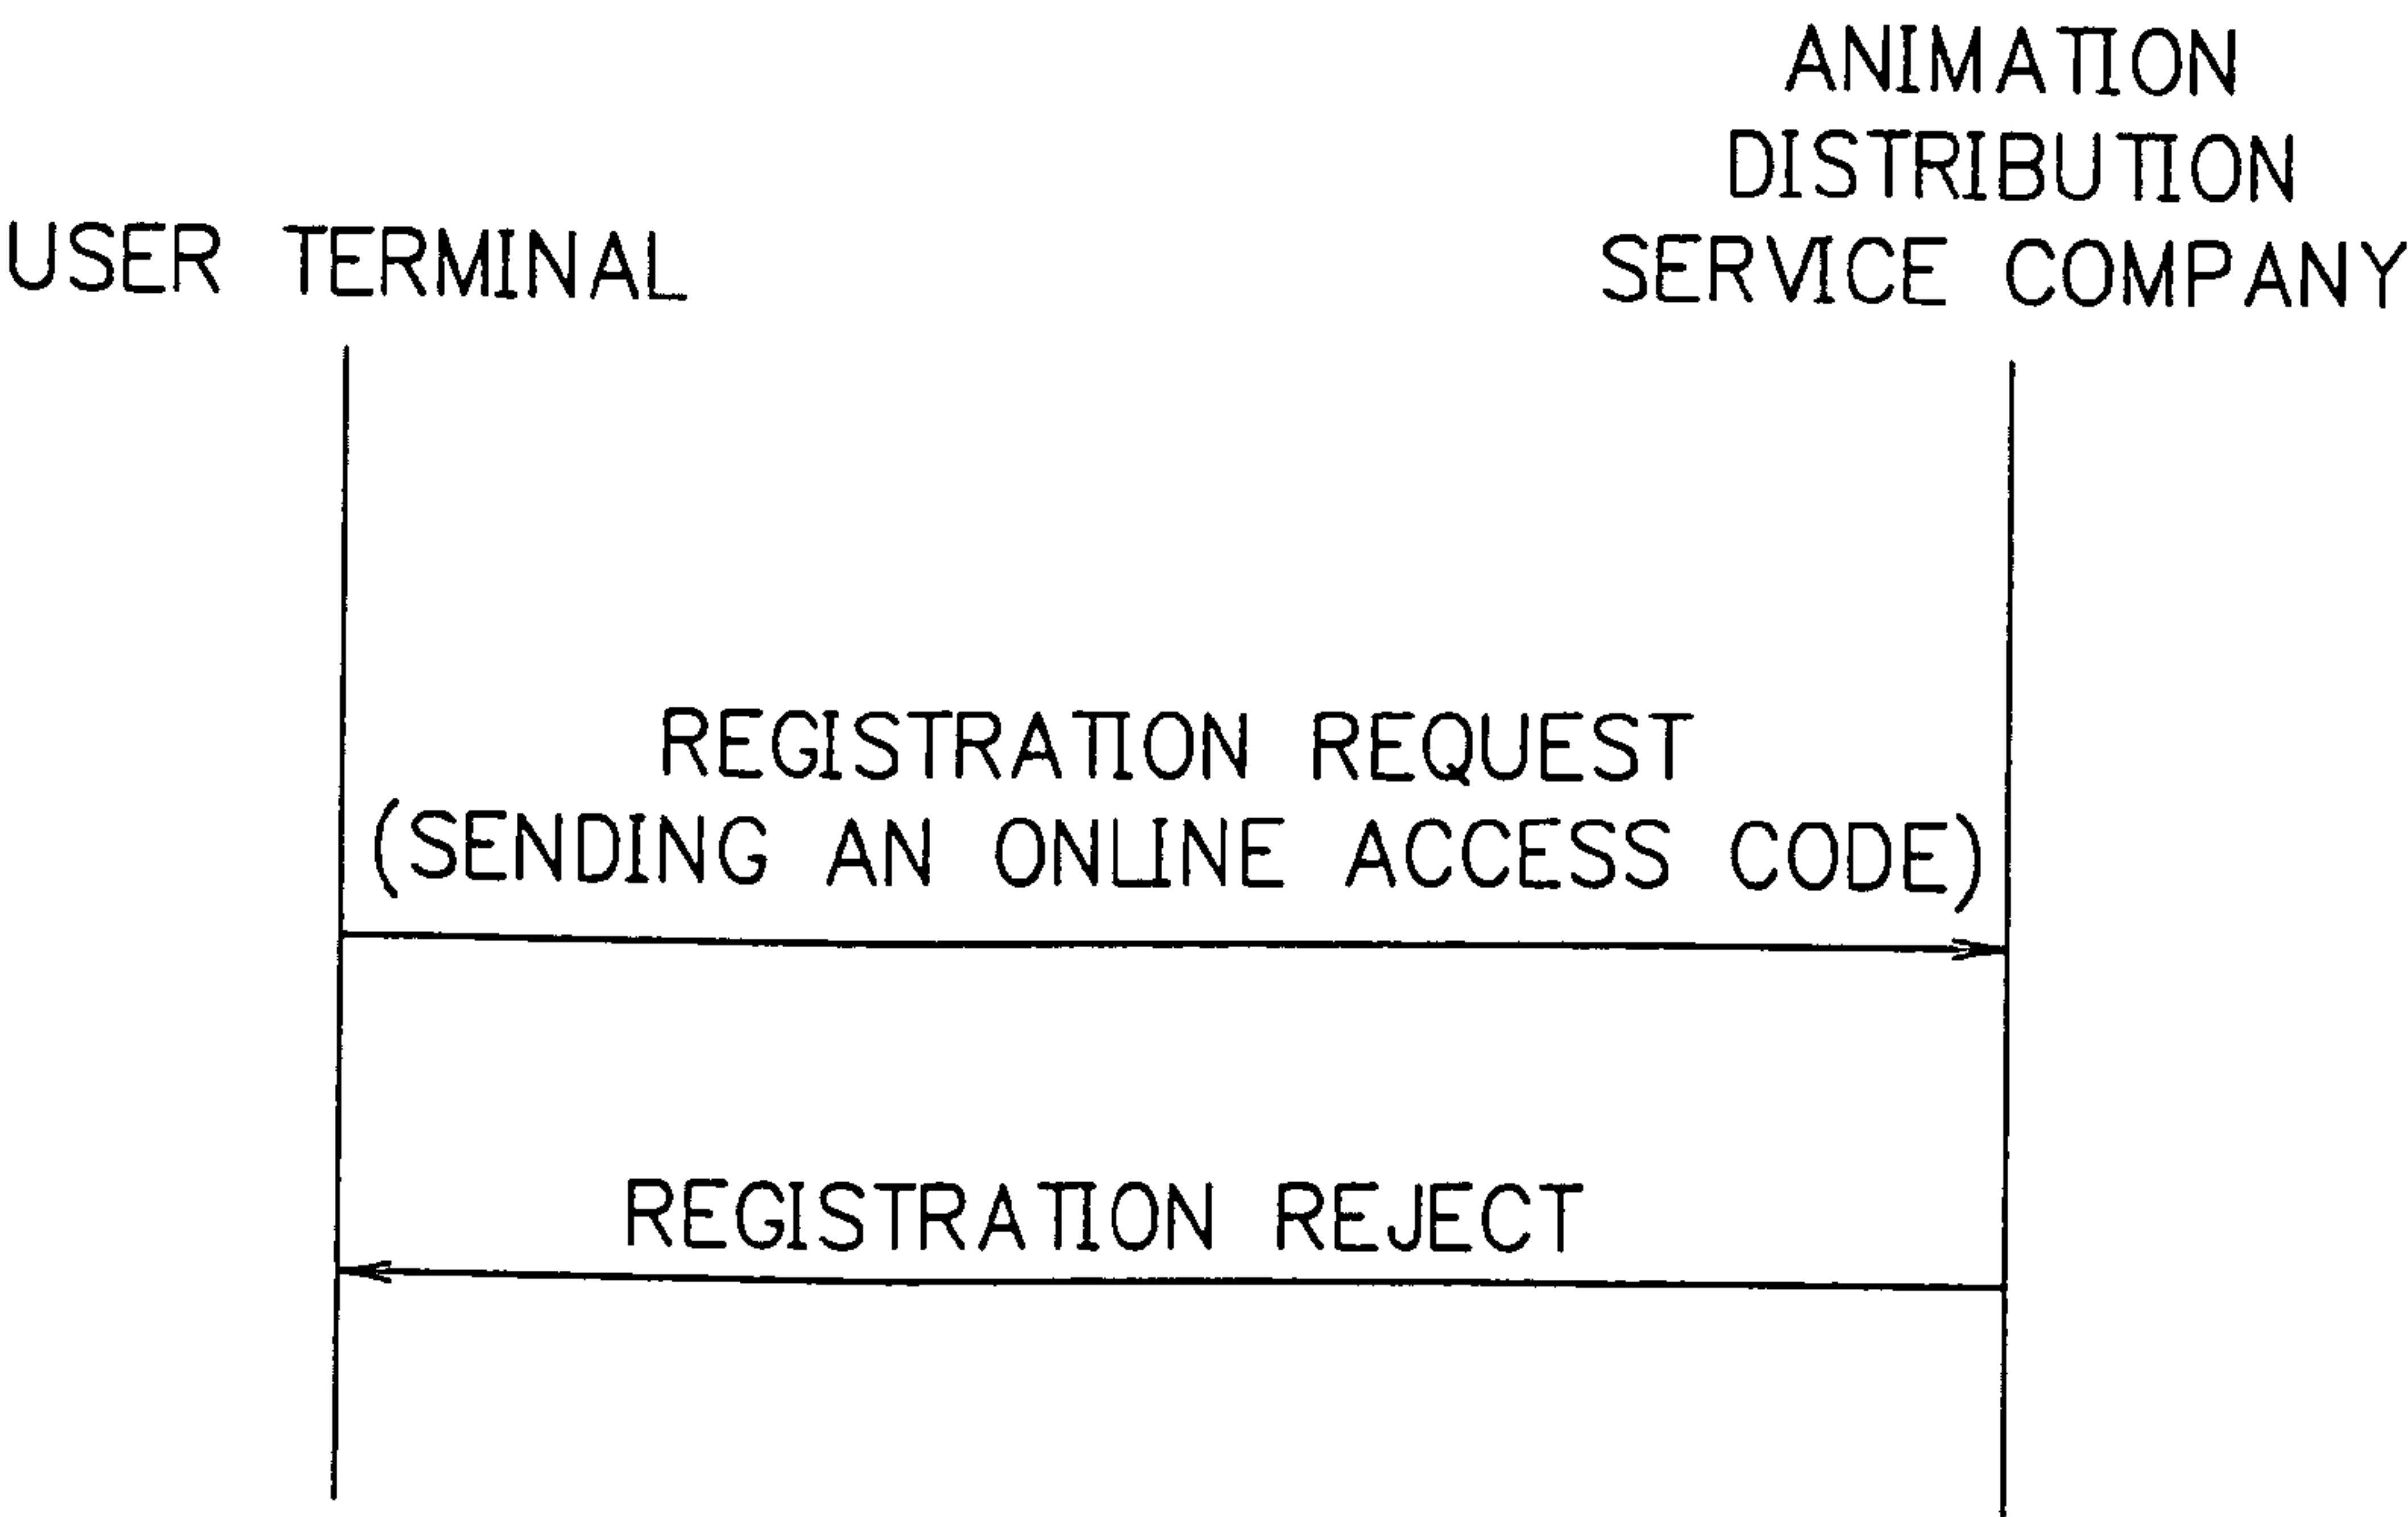 USER TERMINAL
ANIMATION
DISTRIBUTION
SERVICE COMPANY
REGISTRATION REQUEST
(SENDING AN ONLINE ACCESS CODE)
REGISTRATION REJECT